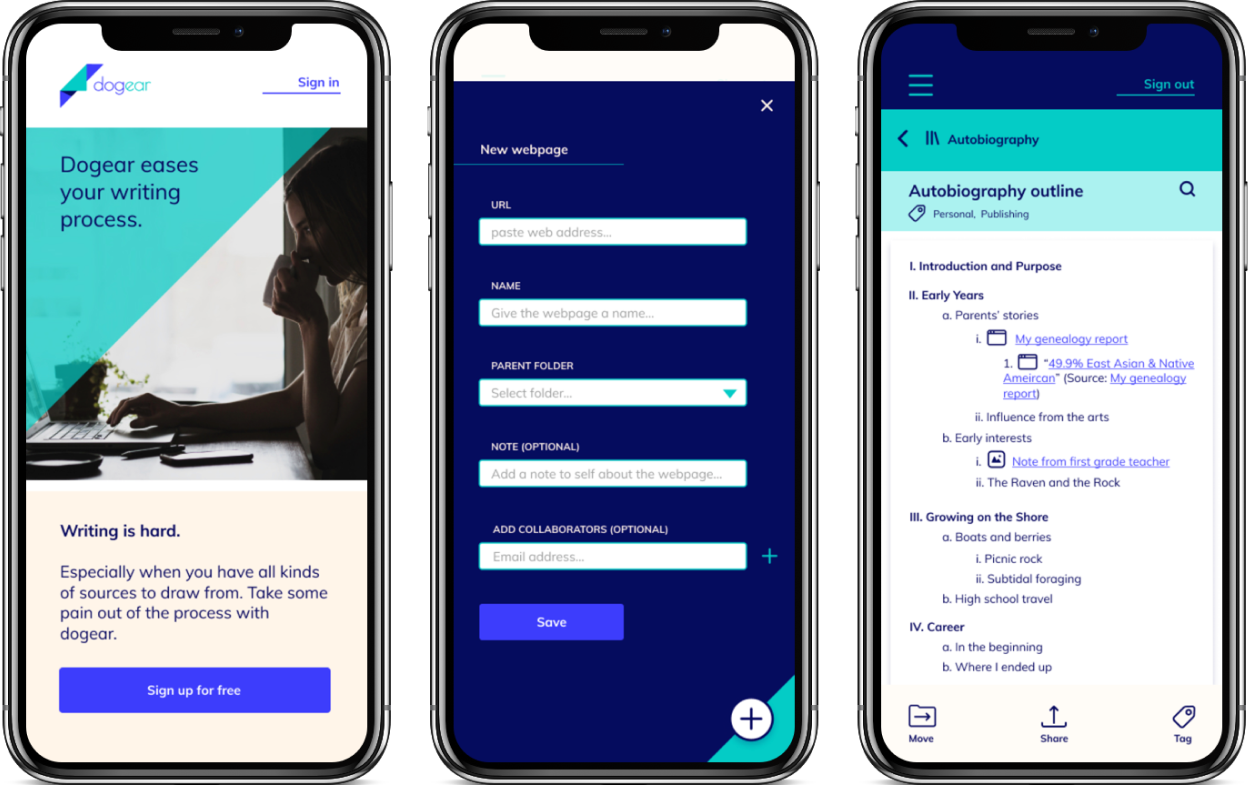 dogear
Sign in
Dogear eases
your writing
process.
Writing is hard.
Especially when you have all kinds
of sources to draw from. Take some
pain out of the process with
dogear.
Sign up for free
New webpage
URL
paste web address...
NAME
Give the webpage a name...
PARENT FOLDER
Select folder...
NOTE (OPTIONAL)
Add a note to self about the webpage...
ADD COLLABORATORS (OPTIONAL)
Email address...
Save
Sign out
Autobiography
Autobiography outline
Personal, Publishing
I. Introduction and Purpose
II. Early Years
a. Parents' stories
i. My genealogy report
1. "49.9% East Asian & Native
Ameircan" (Source: My genealogy
report)
ii. Influence from the arts
b. Early interests
i. Note from first grade teacher
ii. The Raven and the Rock
III. Growing on the Shore
a. Boats and berries
i. Picnic rock
ii. Subtidal foraging
b. High school travel
IV. Career
a. In the beginning
b. Where I ended up
Move
Share
Tag